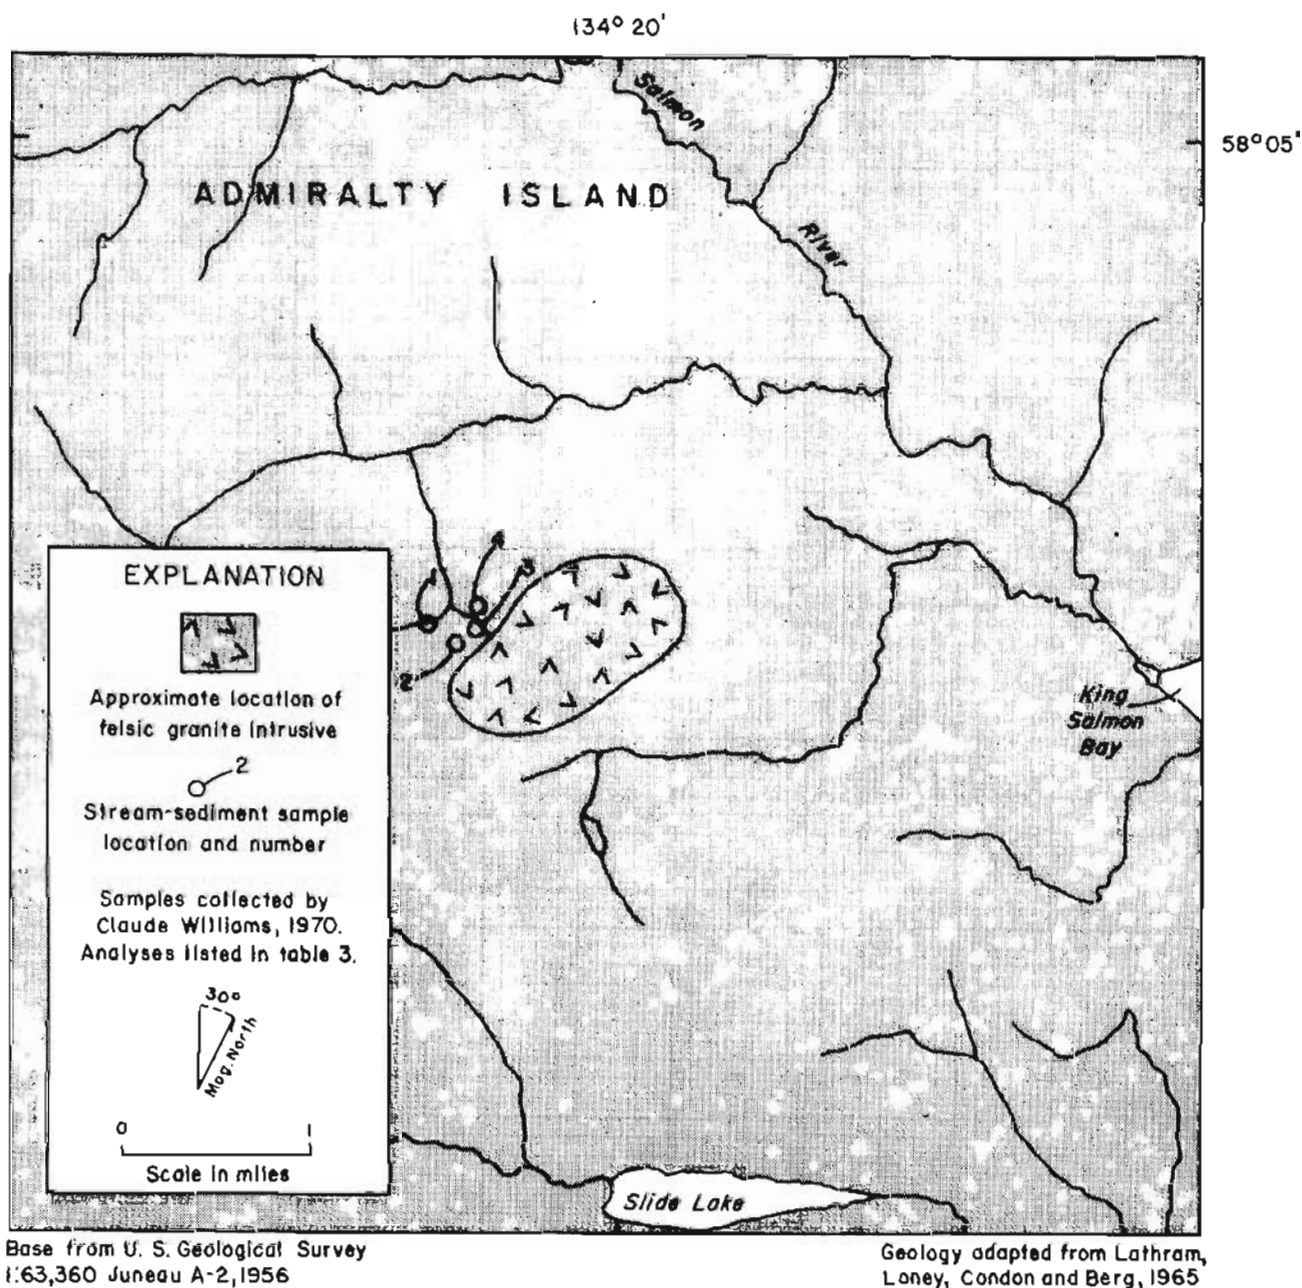 134° 20'
58°05'
Salmon
River
ADMIRALTY ISLAND
4
1
3
2
King
Salmon
Bay
EXPLANATION
Approximate location of
felsic granite intrusive
2
Stream-sediment sample
location and number
Samples collected by
Claude Williams, 1970.
Analyses listed in table 3.
30°
Mag. North
0 1
Scale in miles
Slide Lake
Base from U. S. Geological Survey
1:63,360 Juneau A-2, 1956
Geology adapted from Lathram,
Loney, Condon and Berg, 1965